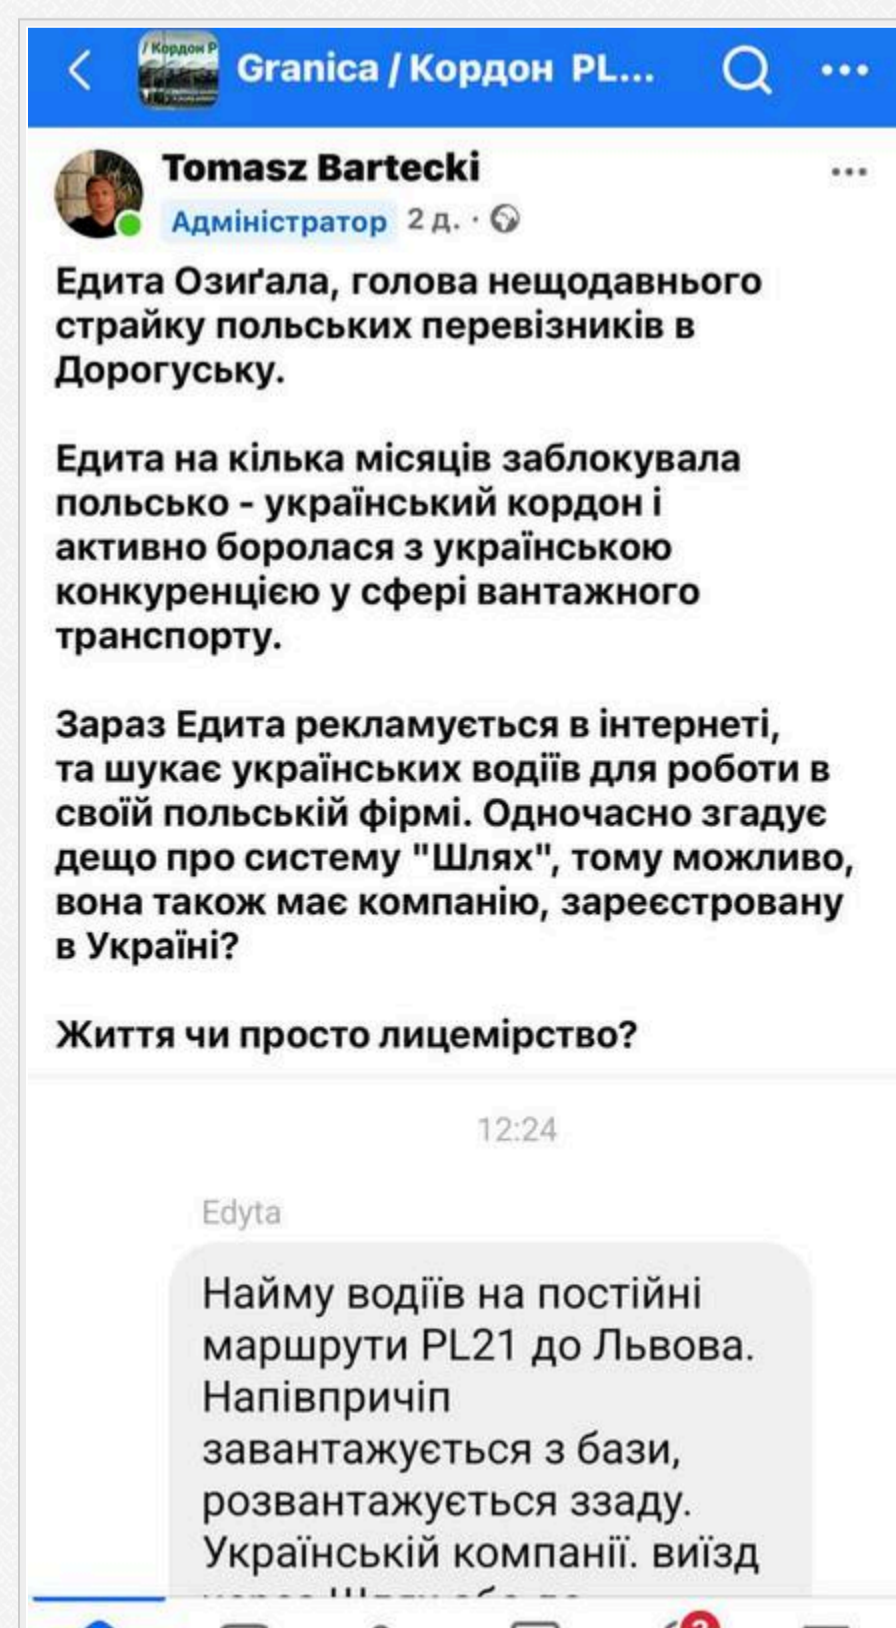 / Кордон P
Granica / Кордон PL...
Tomasz Bartecki
Адміністратор 2 д. ·
Едита Озиґала, голова нещодавнього
страйку польських перевізників в
Дорогуську.
Едита на кілька місяців заблокувала
польсько - український кордон і
активно боролася з українською
конкуренцією у сфері вантажного
транспорту.
Зараз Едита рекламується в інтернеті,
та шукає українських водіїв для роботи в
своїй польській фірмі. Одночасно згадує
дещо про систему "Шлях", тому можливо,
вона також має компанію, зареєстровану
в Україні?
Життя чи просто лицемірство?
12:24
Edyta
Найму водіїв на постійні
маршрути PL21 до Львова.
Напівпричіп
завантажується з бази,
розвантажується ззаду.
Українській компанії. виїзд